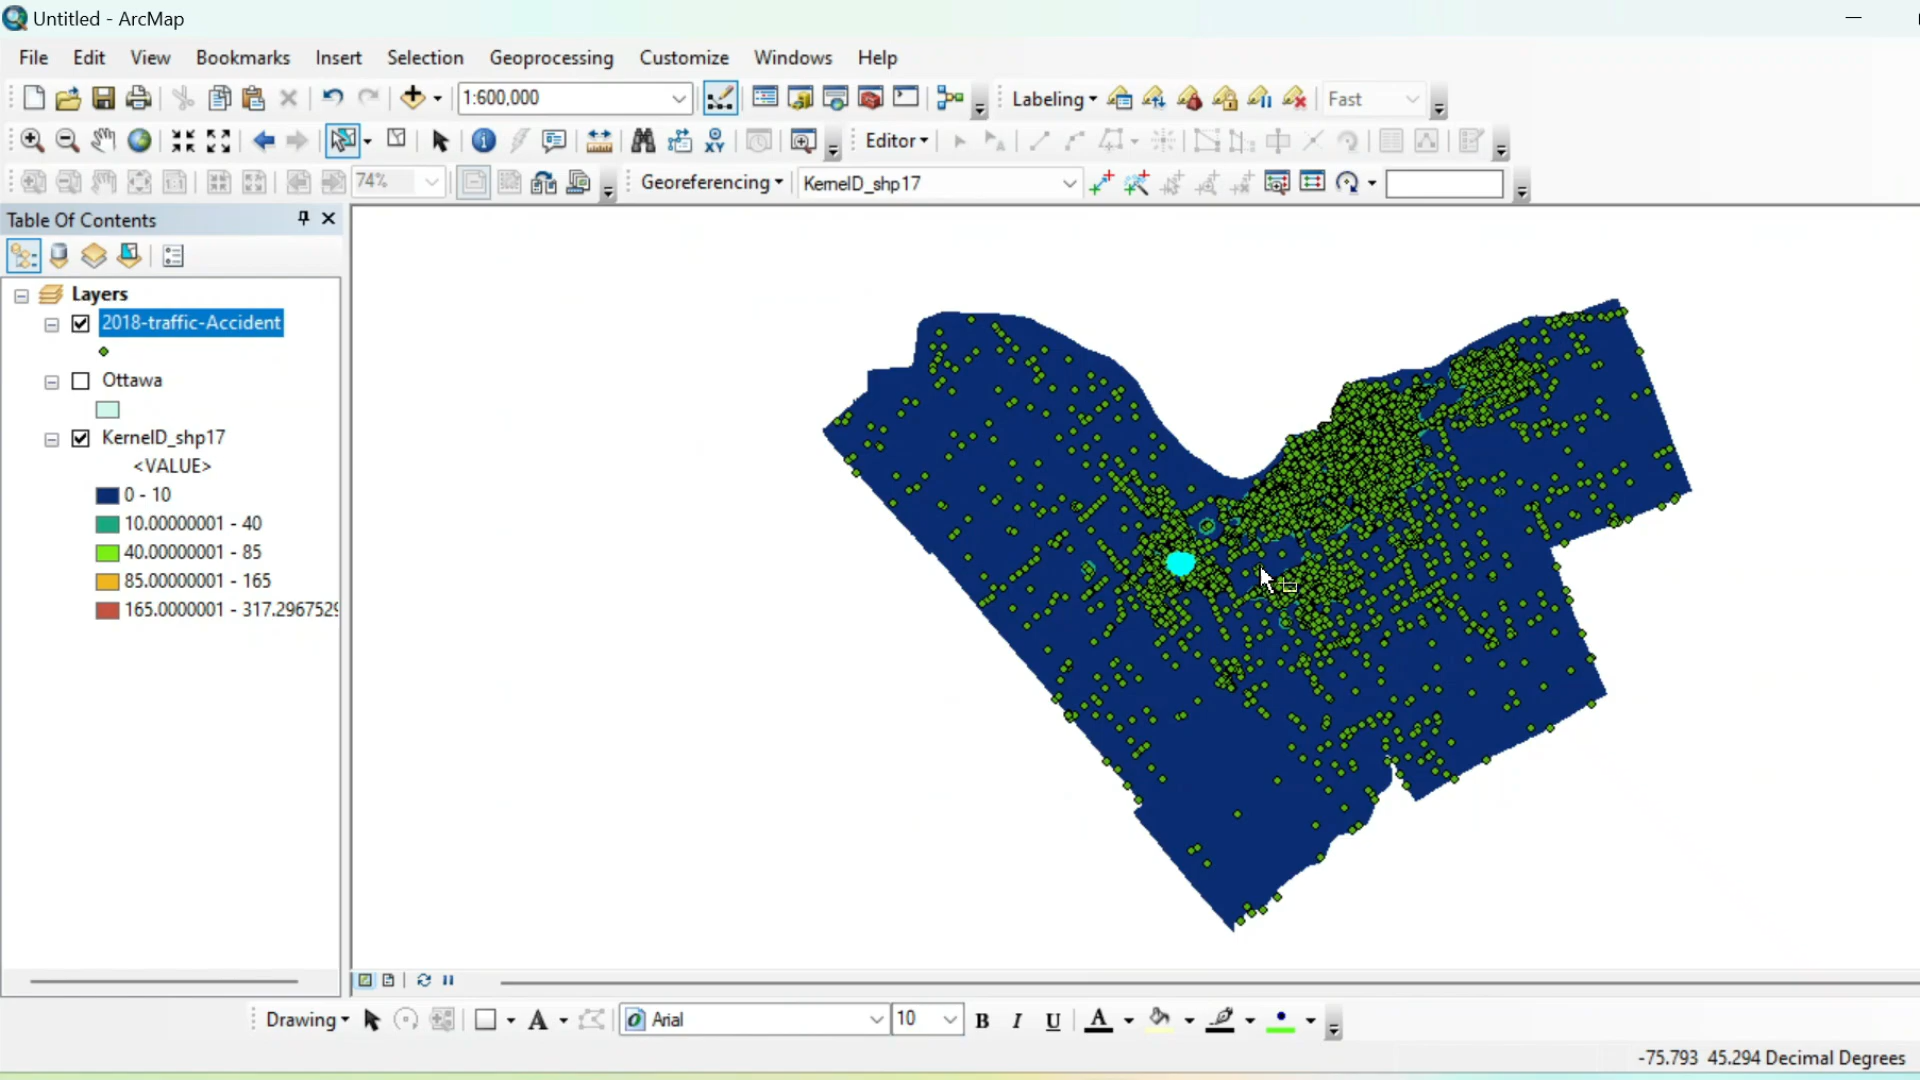 Untitled - ArcMap
File Edit View Bookmarks Insert Selection Geoprocessing Customize Windows Help
1:600,000 Labeling Fast
Editor
74% Georeferencing KernelD_shp17
Table Of Contents
Layers
2018-traffic-Accident
Ottawa
KernelD_shp17
<VALUE>
0 - 10
10.00000001 - 40
40.00000001 - 85
85.00000001 - 165
165.0000001 - 317.2967529
Drawing A Arial 10 B I U A
-75.793 45.294 Decimal Degrees